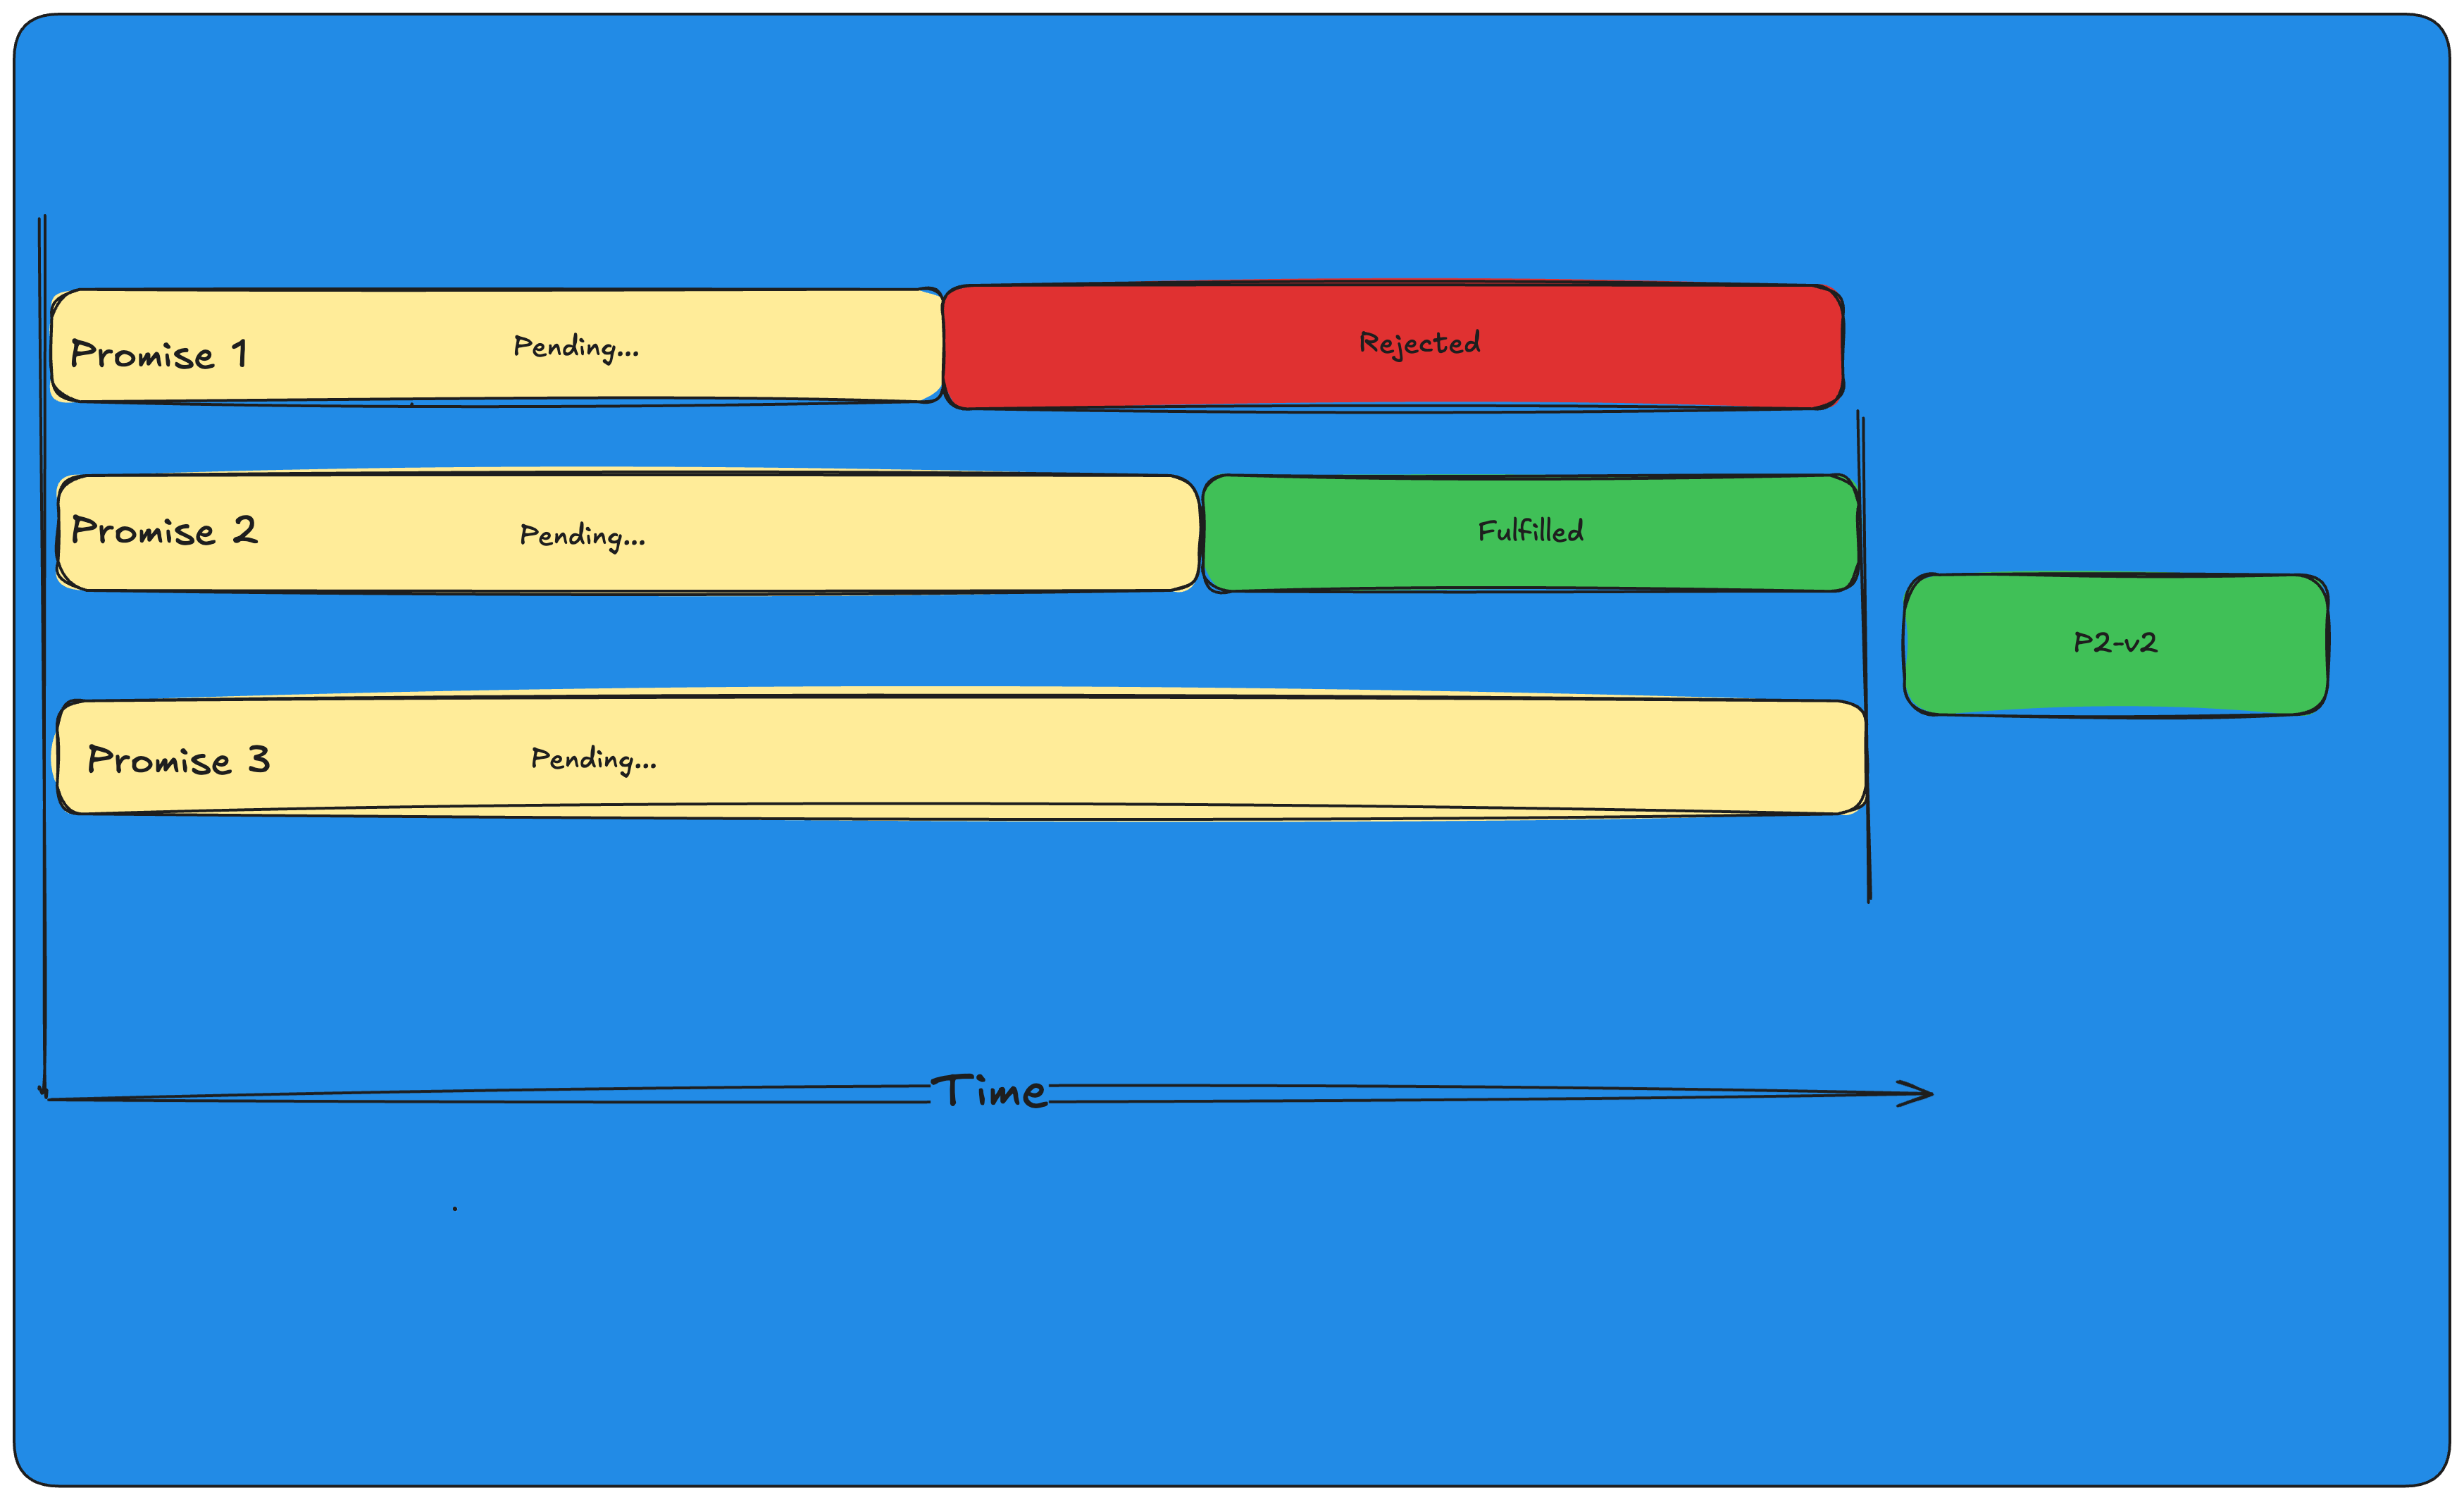 Promise 1
Pending...
Rejected
Promise 2
Pending...
Fulfilled
P2-v2
Promise 3
Pending...
Time